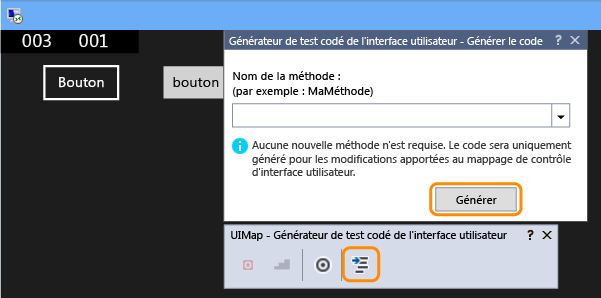 003 001
Générateur de test codé de l'interface utilisateur - Générer le code ? ✕
Bouton
bouton
Nom de la méthode :
(par exemple : MaMéthode)
Aucune nouvelle méthode n'est requise. Le code sera uniquement
généré pour les modifications apportées au mappage de contrôle
d'interface utilisateur.
Générer
UIMap - Générateur de test codé de l'interface utilisateur ? ✕